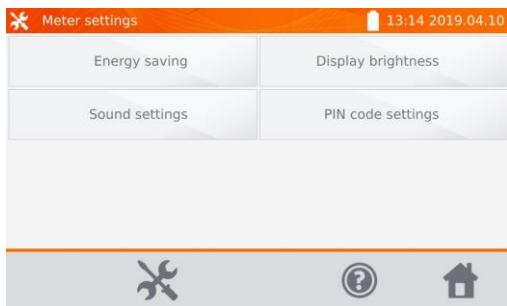 Meter settings 13:14 2019.04.10
Energy saving Display brightness
Sound settings PIN code settings
?